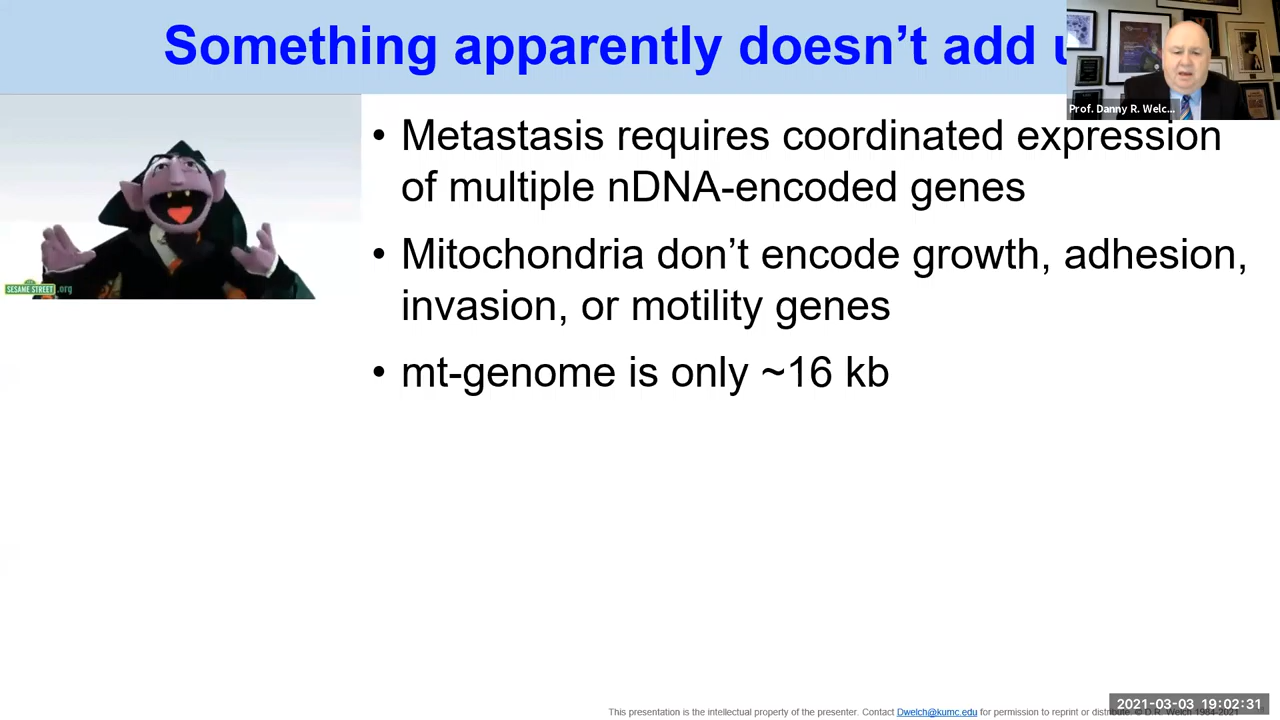 Something apparently doesn’t add
Prof. Danny R. Welc...
SESAME STREET .org
• Metastasis requires coordinated expression
of multiple nDNA-encoded genes
• Mitochondria don’t encode growth, adhesion,
invasion, or motility genes
• mt-genome is only ~16 kb
2021-03-03 19:02:31
This presentation is the intellectual property of the presenter. Contact Dwelch@kumc.edu for permission to reprint or distribute. © D.R. Welch 1984-2021